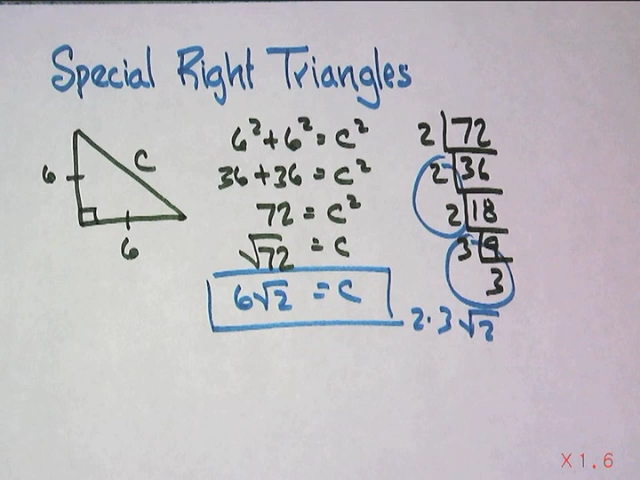 Special Right Triangles
6
C
6
6² + 6² = C²
36 + 36 = C²
72 = C²
√72 = C
6√2 = C
2 72
2 36
2 18
3 9
3
2 · 3 √2
X1.6